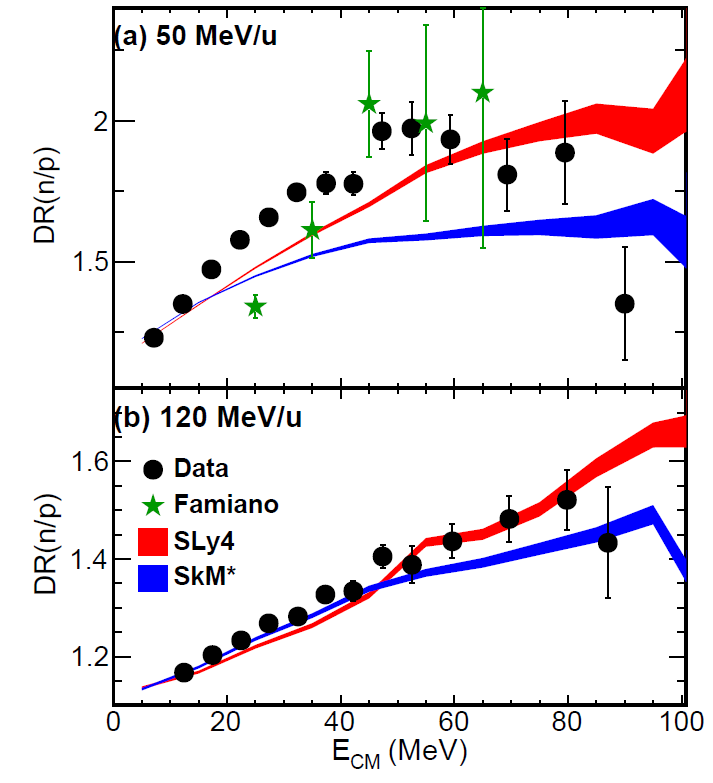 (a) 50 MeV/u
2
1.5
DR(n/p)
(b) 120 MeV/u
Data
Famiano
SLy4
SkM*
1.6
1.4
1.2
DR(n/p)
0 20 40 60 80 100
E_CM (MeV)